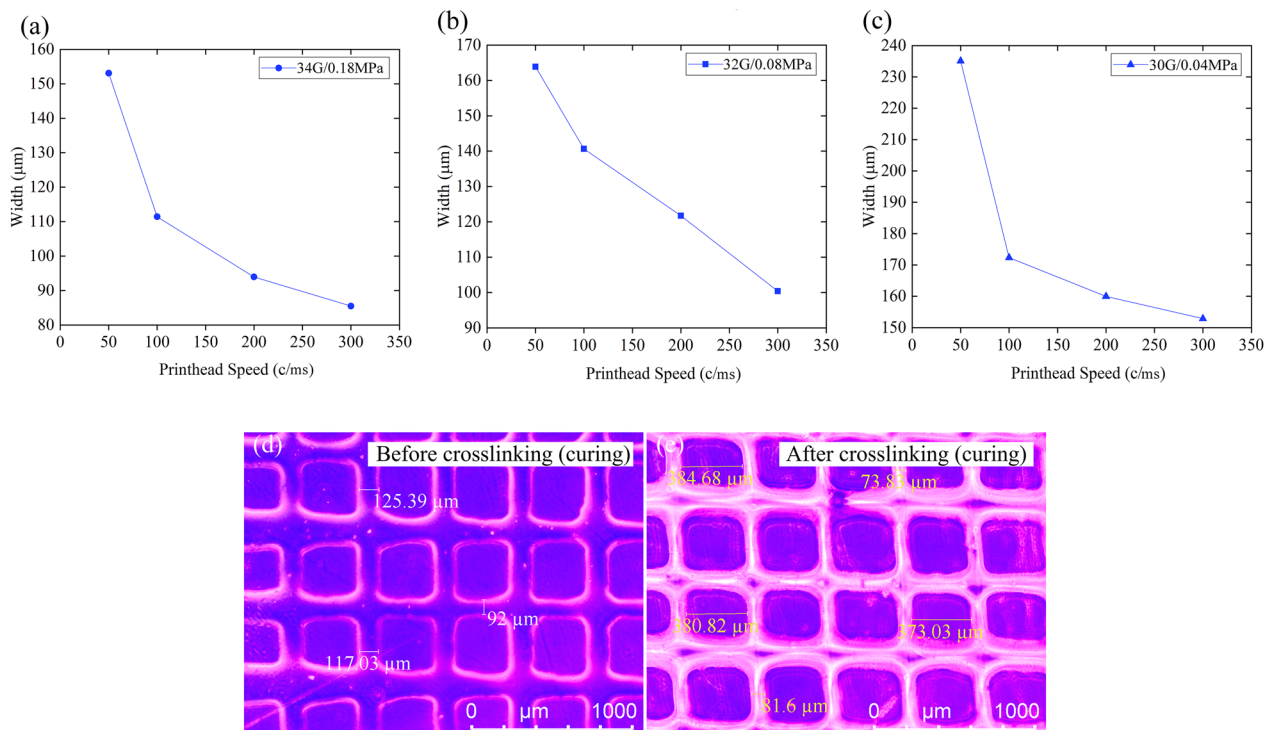 (a)
34G/0.18MPa
160
150
140
130
120
110
100
90
80
0
50
100
150
200
250
300
350
Width (µm)
Printhead Speed (c/ms)
(b)
32G/0.08MPa
170
160
150
140
130
120
110
100
90
0
50
100
150
200
250
300
350
Width (µm)
Printhead Speed (c/ms)
(c)
30G/0.04MPa
240
230
220
210
200
190
180
170
160
150
0
50
100
150
200
250
300
350
Width (µm)
Printhead Speed (c/ms)
(d)
Before crosslinking (curing)
125.39 µm
92 µm
117.03 µm
0 µm 1000
(e)
After crosslinking (curing)
384.68 µm
73.83 µm
380.82 µm
373.03 µm
81.6 µm
0 µm 1000